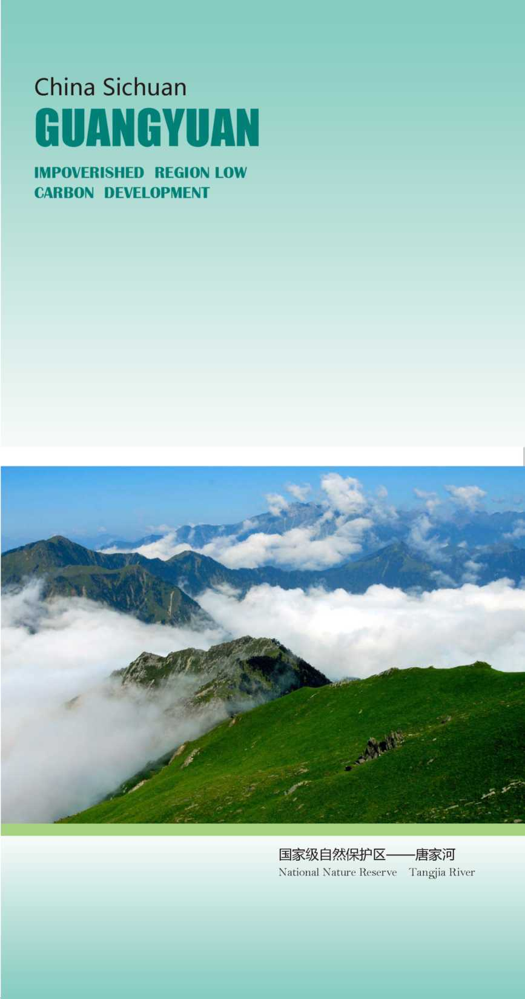 China Sichuan
GUANGYUAN
IMPOVERISHED REGION LOW
CARBON DEVELOPMENT
国家级自然保护区——唐家河
National Nature Reserve Tangjia River